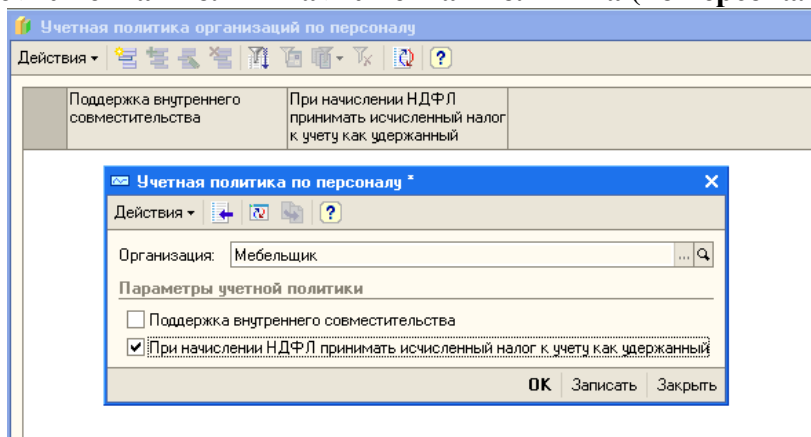 Учетная политика организаций по персоналу
Действия
Поддержка внутреннего
совместительства
При начислении НДФЛ
принимать исчисленный налог
к учету как удержанный
Учетная политика по персоналу *
Действия
Организация: Мебельщик
Параметры учетной политики
Поддержка внутреннего совместительства
При начислении НДФЛ принимать исчисленный налог к учету как удержанный
OK Записать Закрыть